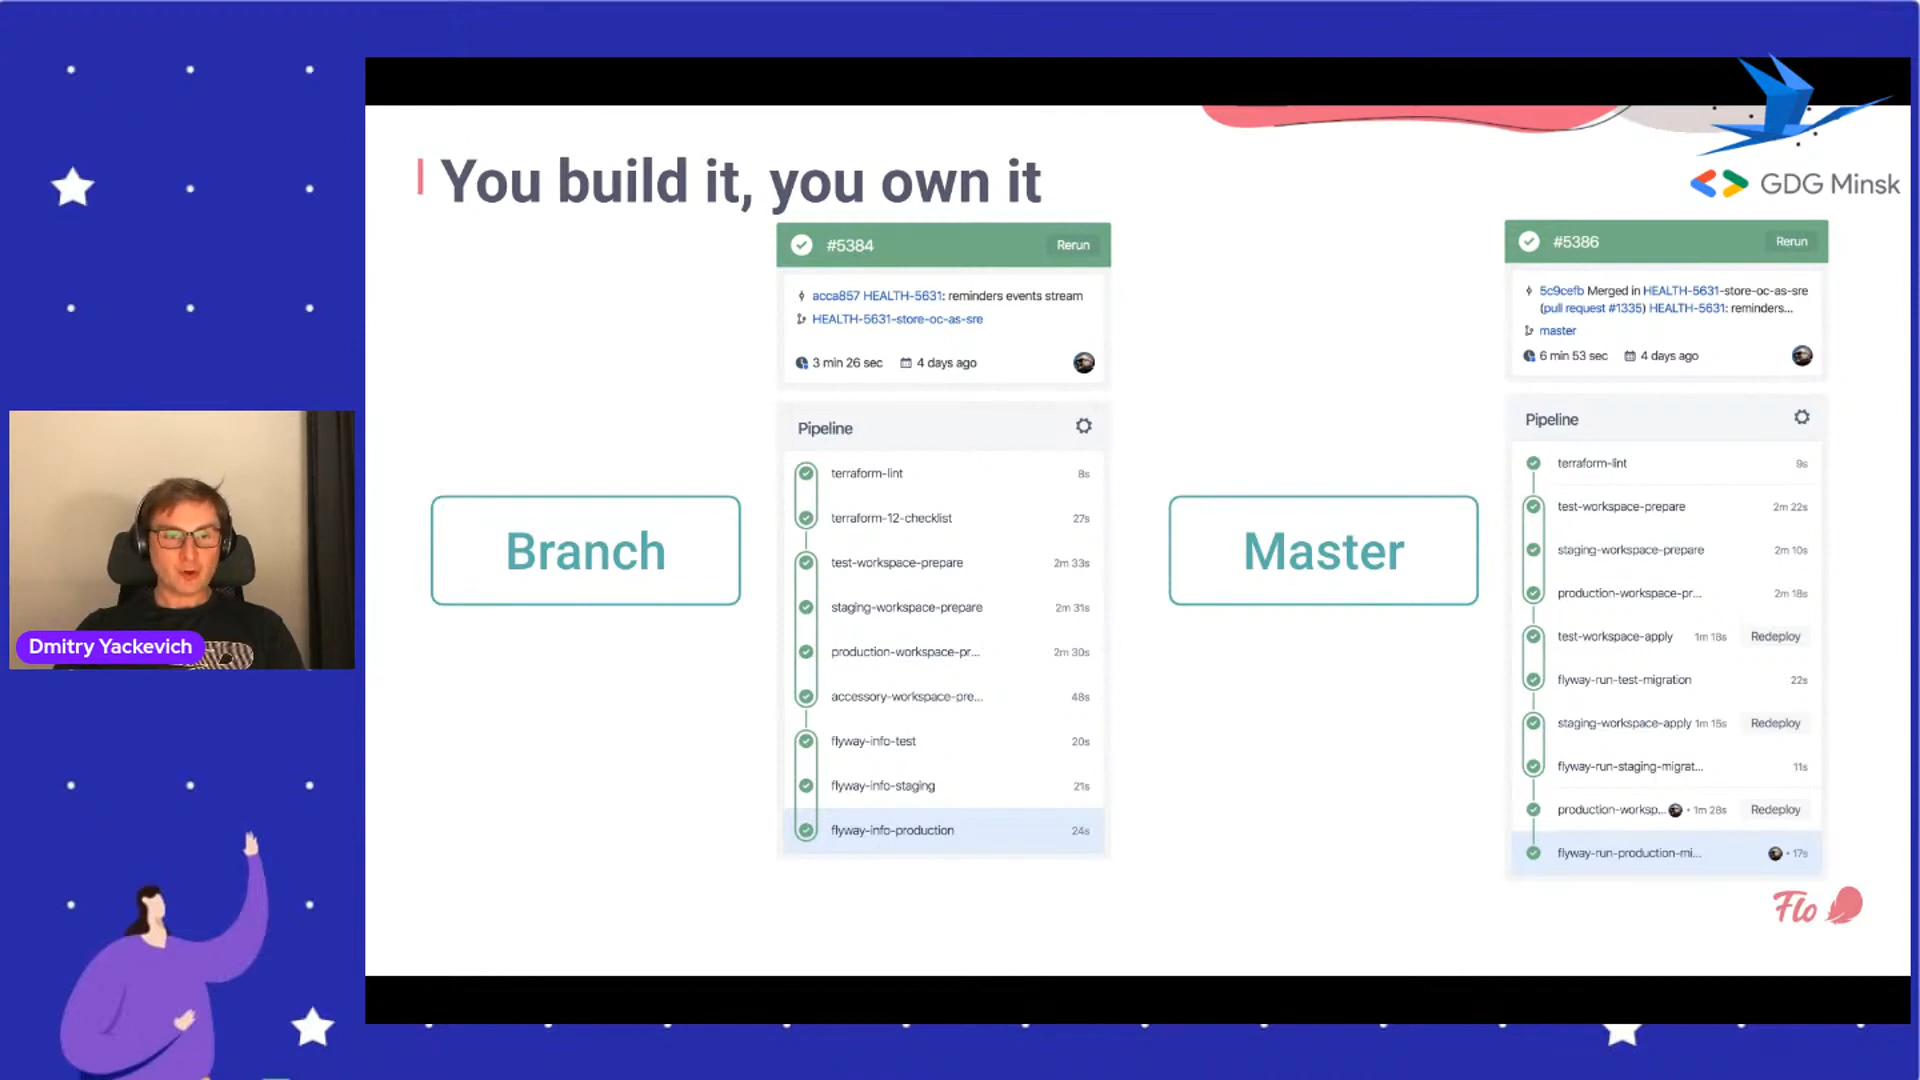 You build it, you own it
GDG Minsk
#5384
Rerun
acca857 HEALTH-5631: reminders events stream
HEALTH-5631-store-oc-as-sre
3 min 26 sec
4 days ago
Pipeline
terraform-lint 8s
terraform-12-checklist 27s
test-workspace-prepare 2m 33s
staging-workspace-prepare 2m 31s
production-workspace-pr... 2m 30s
accessory-workspace-pre... 48s
flyway-info-test 20s
flyway-info-staging 21s
flyway-info-production 24s
Branch
Master
#5386
Rerun
5c9cefb Merged in HEALTH-5631-store-oc-as-sre
(pull request #1335) HEALTH-5631: reminders...
master
6 min 53 sec
4 days ago
Pipeline
terraform-lint 9s
test-workspace-prepare 2m 22s
staging-workspace-prepare 2m 10s
production-workspace-pr... 2m 18s
test-workspace-apply 1m 18s Redeploy
flyway-run-test-migration 22s
staging-workspace-apply 1m 15s Redeploy
flyway-run-staging-migrat... 11s
production-worksp... • 1m 28s Redeploy
flyway-run-production-mi... • 17s
Flo
Dmitry Yackevich